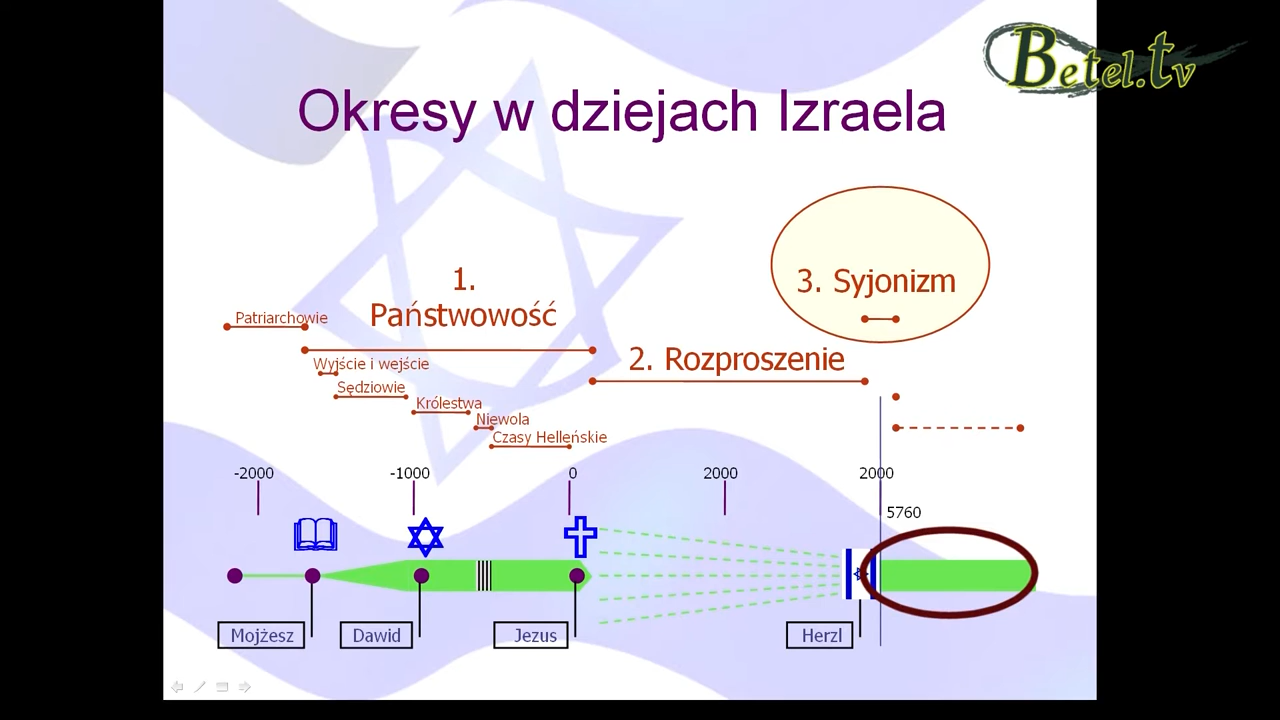 Betel.tv
Okresy w dziejach Izraela
1.
Państwowość
3. Syjonizm
Patriarchowie
2. Rozproszenie
Wyjście i wejście
Sędziowie
Królestwa
Niewola
Czasy Helleńskie
-2000
-1000
0
2000
2000
5760
Mojżesz
Dawid
Jezus
Herzl